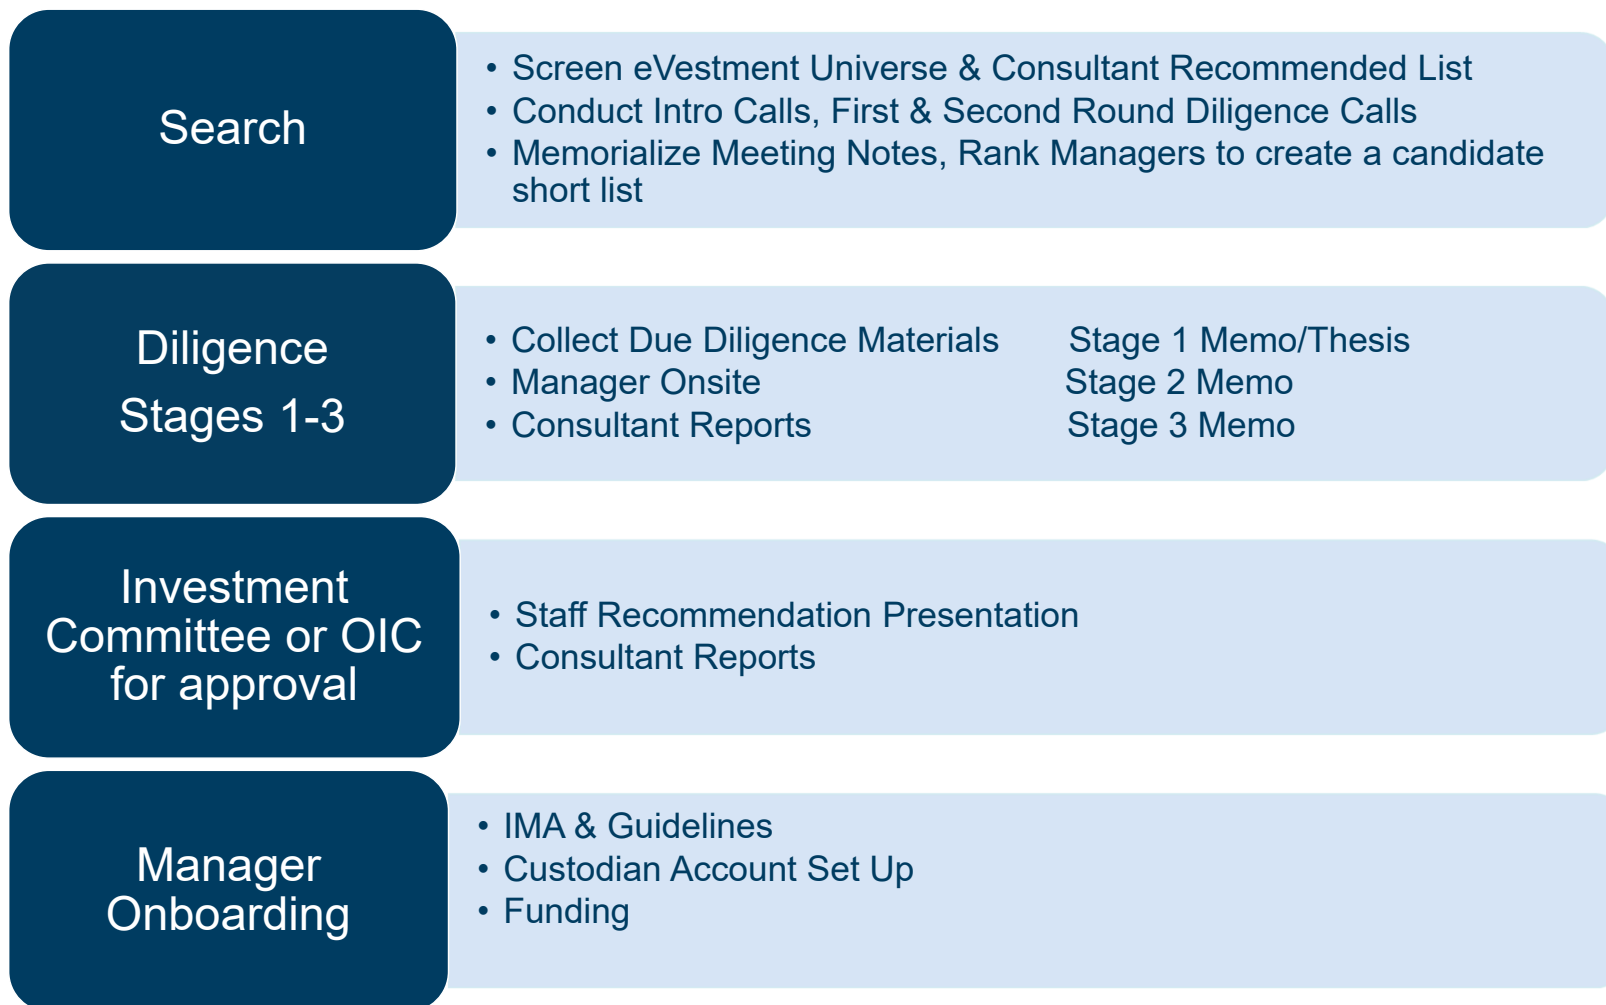 Search
• Screen eVestment Universe & Consultant Recommended List
• Conduct Intro Calls, First & Second Round Diligence Calls
• Memorialize Meeting Notes, Rank Managers to create a candidate
short list
Diligence
Stages 1-3
• Collect Due Diligence Materials Stage 1 Memo/Thesis
• Manager Onsite Stage 2 Memo
• Consultant Reports Stage 3 Memo
Investment
Committee or OIC
for approval
• Staff Recommendation Presentation
• Consultant Reports
Manager
Onboarding
• IMA & Guidelines
• Custodian Account Set Up
• Funding